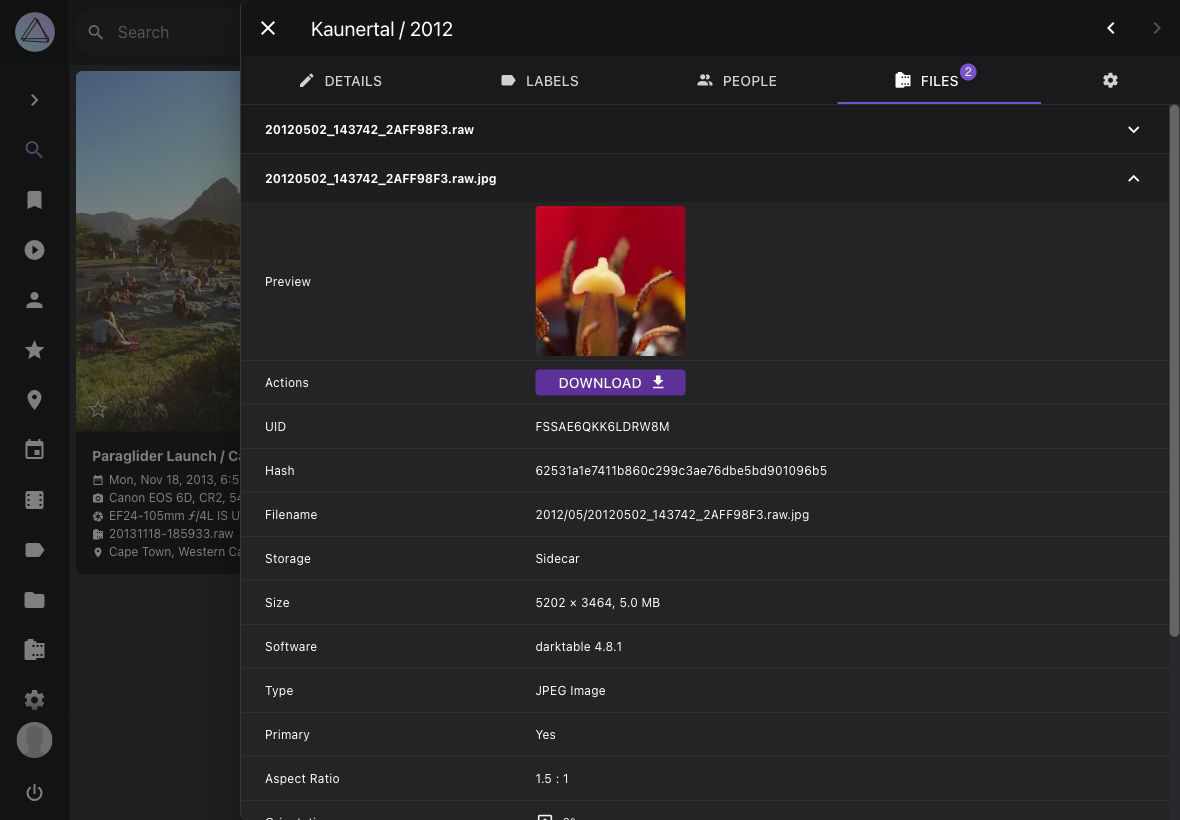 Search
Kaunertal / 2012
DETAILS
LABELS
PEOPLE
FILES
2
20120502_143742_2AFF98F3.raw
20120502_143742_2AFF98F3.raw.jpg
Preview
Actions
DOWNLOAD
UID
FSSAE6QKK6LDRW8M
Hash
62531a1e7411b860c299c3ae76dbe5bd901096b5
Filename
2012/05/20120502_143742_2AFF98F3.raw.jpg
Storage
Sidecar
Size
5202 × 3464, 5.0 MB
Software
darktable 4.8.1
Type
JPEG Image
Primary
Yes
Aspect Ratio
1.5 : 1
Paraglider Launch / Ca
Mon, Nov 18, 2013, 6:5
Canon EOS 6D, CR2, 54
EF24-105mm ƒ/4L IS U
20131118-185933.raw
Cape Town, Western Ca